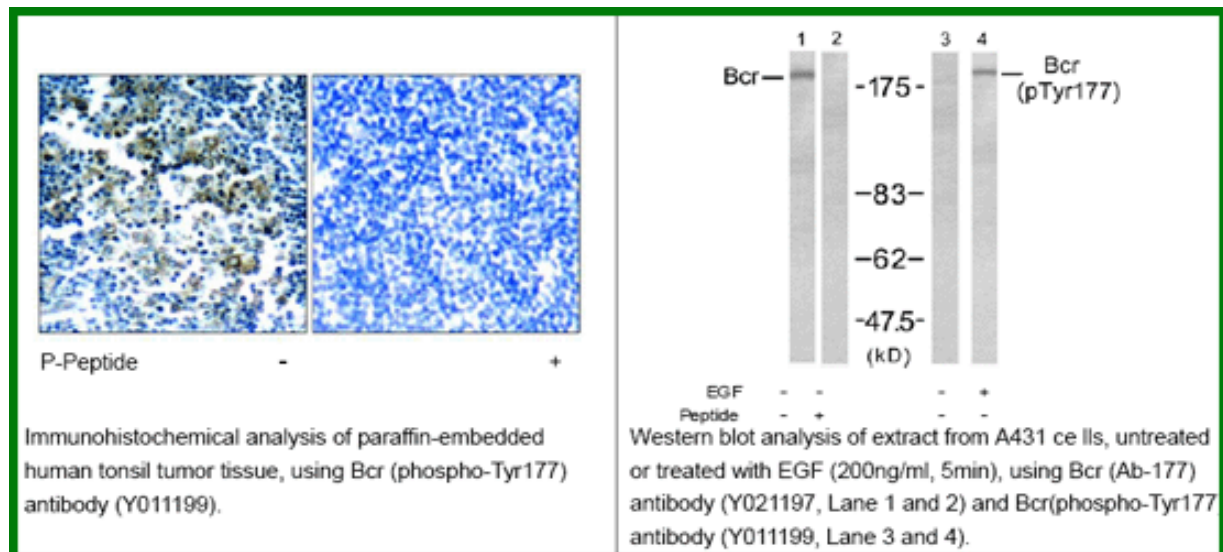 P-Peptide - +
Immunohistochemical analysis of paraffin-embedded
human tonsil tumor tissue, using Bcr (phospho-Tyr177)
antibody (Y011199).
1 2 3 4
Bcr
Bcr
(pTyr177)
-175-
-83-
-62-
-47.5-
(kD)
EGF - - - +
Peptide - + - -
Western blot analysis of extract from A431 ce lls, untreated
or treated with EGF (200ng/ml, 5min), using Bcr (Ab-177)
antibody (Y021197, Lane 1 and 2) and Bcr(phospho-Tyr177
antibody (Y011199, Lane 3 and 4).